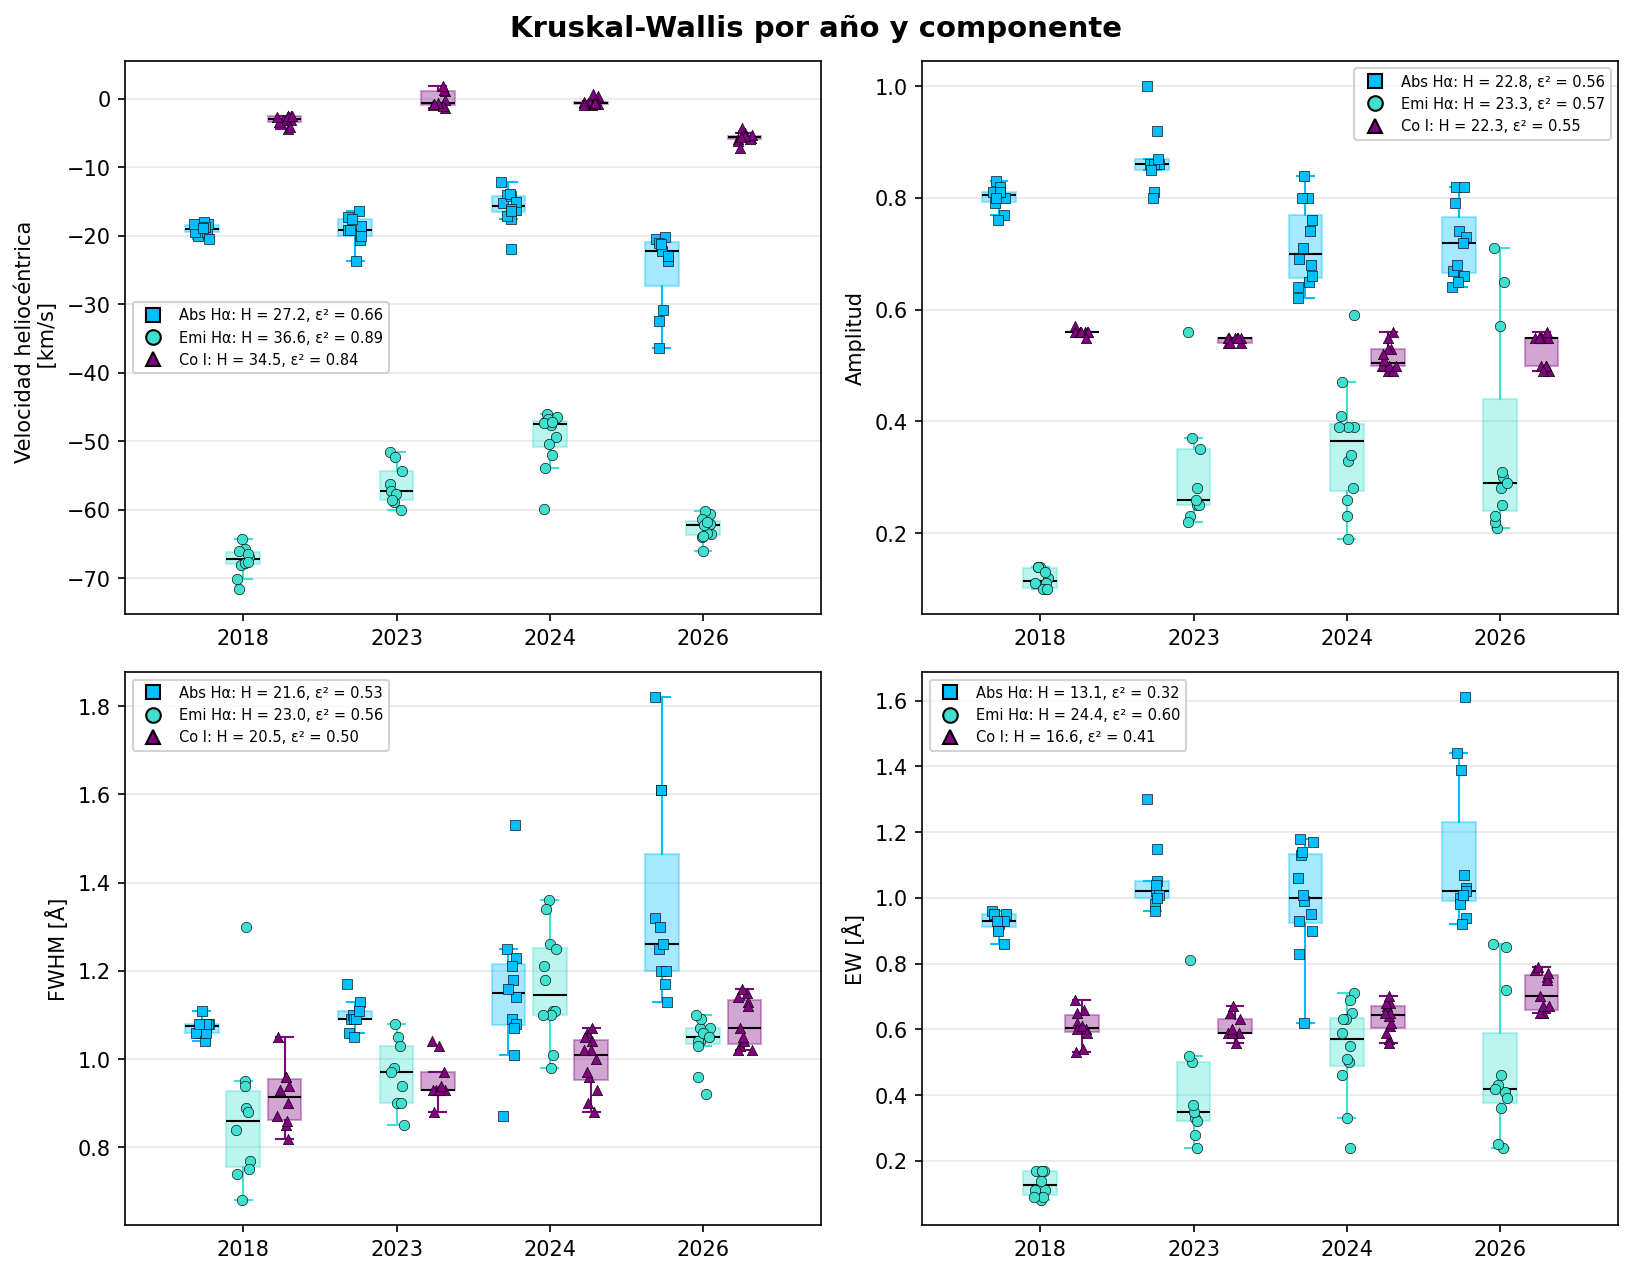 Kruskal-Wallis por año y componente
Velocidad heliocéntrica
[km/s]
0
−10
−20
−30
−40
−50
−60
−70
Abs Hα: H = 27.2, ε² = 0.66
Emi Hα: H = 36.6, ε² = 0.89
Co I: H = 34.5, ε² = 0.84
2018
2023
2024
2026
Amplitud
1.0
0.8
0.6
0.4
0.2
Abs Hα: H = 22.8, ε² = 0.56
Emi Hα: H = 23.3, ε² = 0.57
Co I: H = 22.3, ε² = 0.55
2018
2023
2024
2026
FWHM [Å]
1.8
1.6
1.4
1.2
1.0
0.8
Abs Hα: H = 21.6, ε² = 0.53
Emi Hα: H = 23.0, ε² = 0.56
Co I: H = 20.5, ε² = 0.50
2018
2023
2024
2026
EW [Å]
1.6
1.4
1.2
1.0
0.8
0.6
0.4
0.2
Abs Hα: H = 13.1, ε² = 0.32
Emi Hα: H = 24.4, ε² = 0.60
Co I: H = 16.6, ε² = 0.41
2018
2023
2024
2026